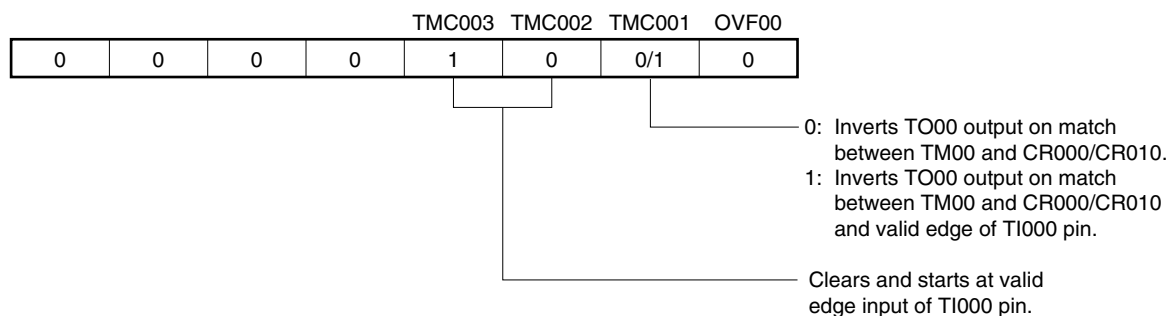 TMC003 TMC002 TMC001 OVF00
0 0 0 0 1 0 0/1 0
0: Inverts TO00 output on match
between TM00 and CR000/CR010.
1: Inverts TO00 output on match
between TM00 and CR000/CR010
and valid edge of TI000 pin.
Clears and starts at valid
edge input of TI000 pin.